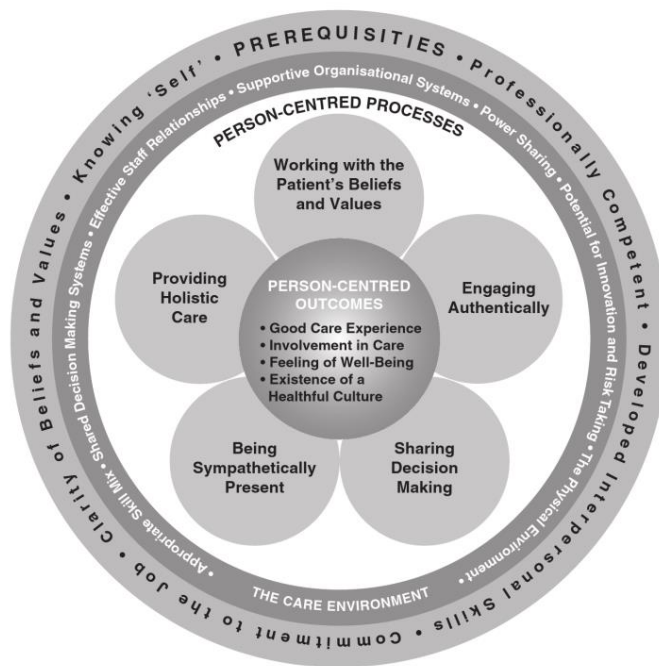 PREREQUISITIES • Professionally Competent • Developed Interpersonal Skills • Commitment to the Job • Clarity of Beliefs and Values • Knowing ‘Self’ •
THE CARE ENVIRONMENT
• Appropriate Skill Mix • Shared Decision Making Systems • Effective Staff Relationships • Supportive Organisational Systems • Power Sharing • Potential for Innovation and Risk Taking • The Physical Environment •
PERSON-CENTRED PROCESSES
Working with the
Patient’s Beliefs
and Values
Providing
Holistic
Care
Engaging
Authentically
PERSON-CENTRED
OUTCOMES
• Good Care Experience
• Involvement in Care
• Feeling of Well-Being
• Existence of a
Healthful Culture
Being
Sympathetically
Present
Sharing
Decision
Making